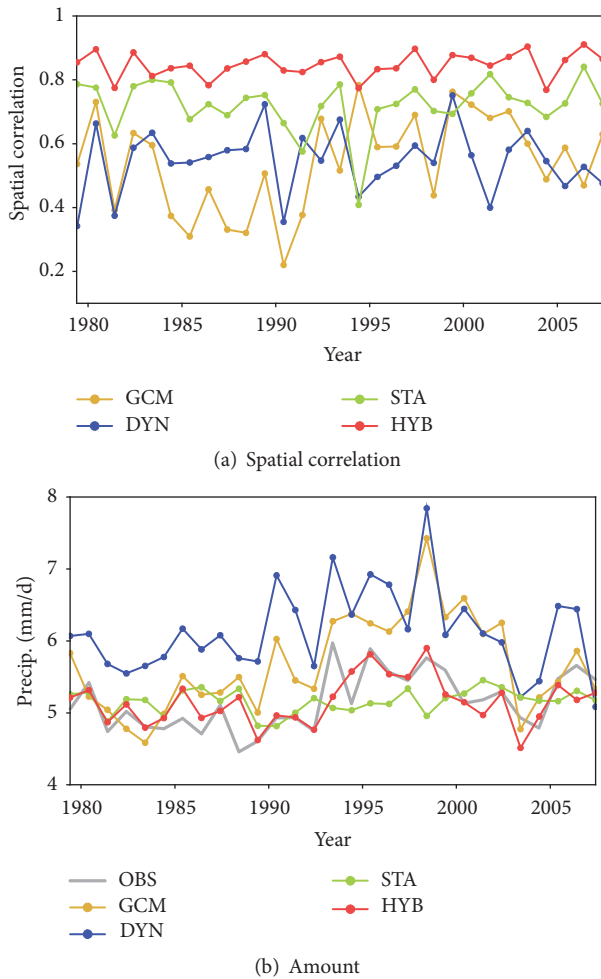 1
0.8
0.6
0.4
0.2
Spatial correlation
1980 1985 1990 1995 2000 2005
Year
GCM STA
DYN HYB
(a) Spatial correlation
8
7
6
5
4
Precip. (mm/d)
1980 1985 1990 1995 2000 2005
Year
OBS STA
GCM HYB
DYN
(b) Amount